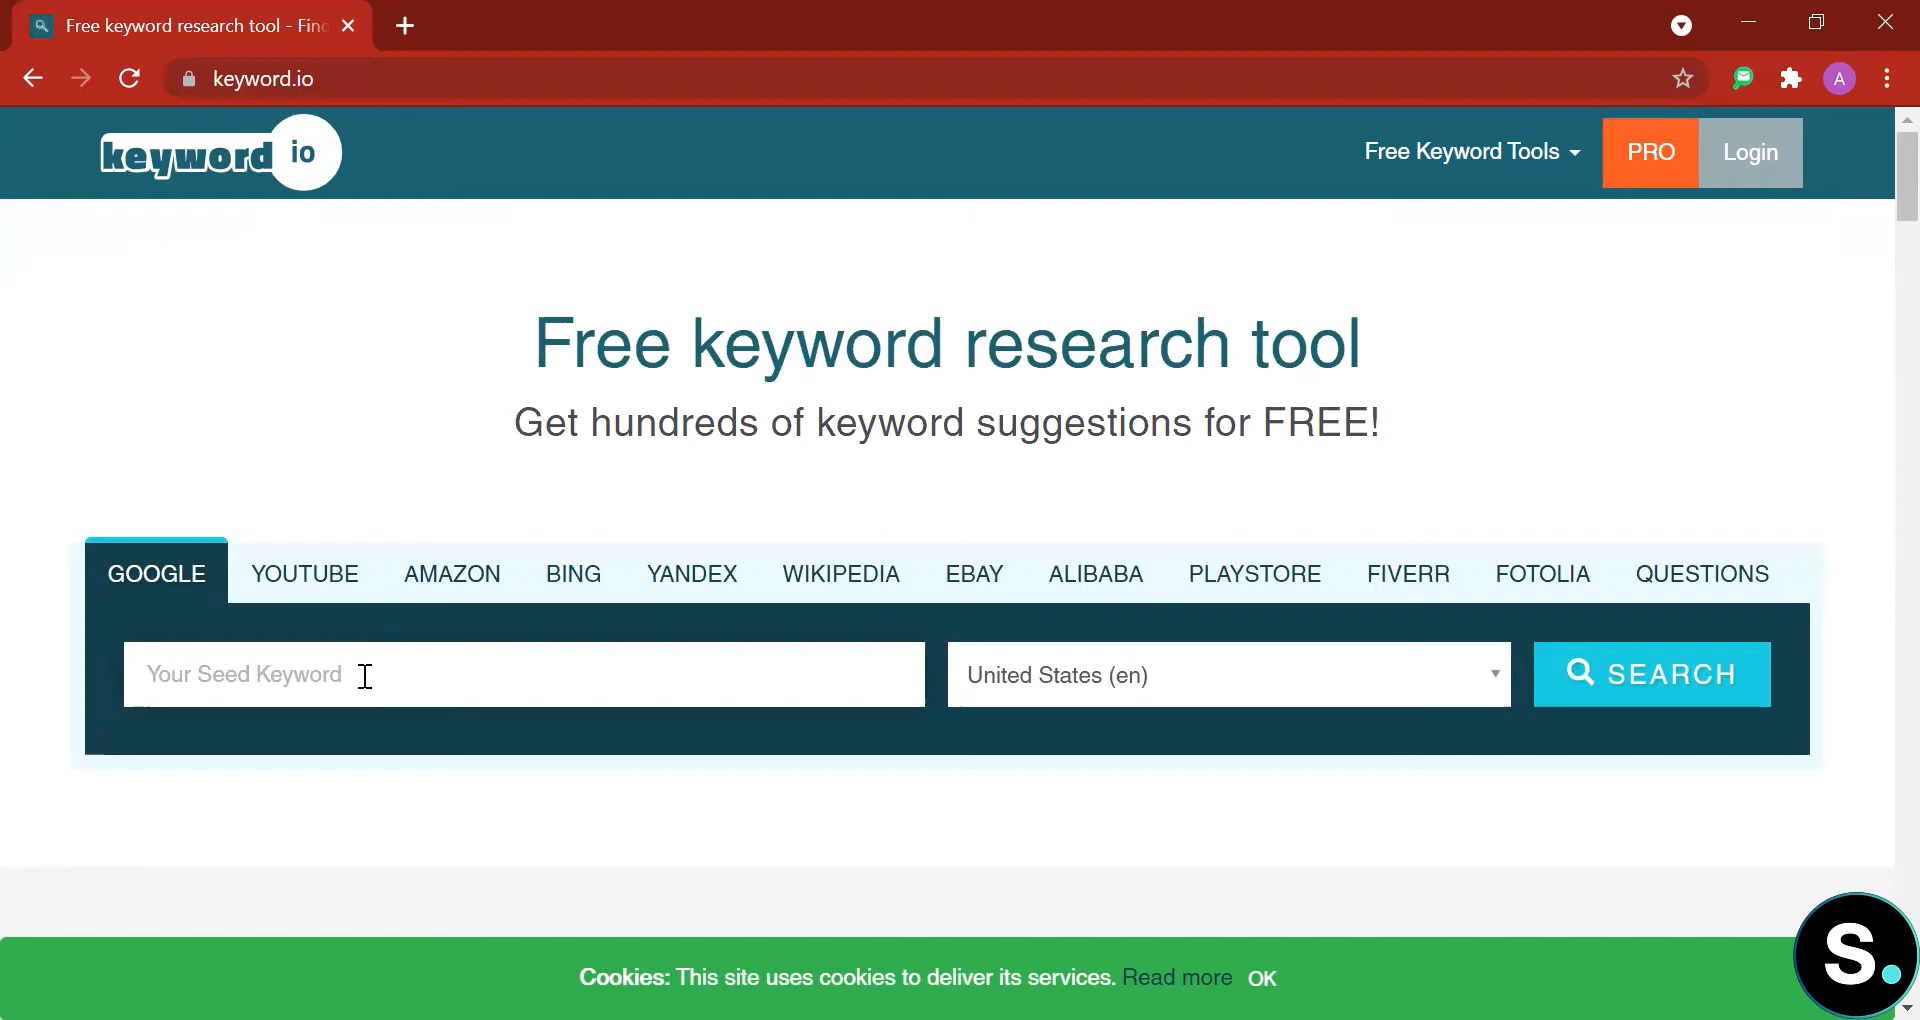 Free keyword research tool - Fin
keyword.io
A
keyword io
Free Keyword Tools
PRO
Login
Free keyword research tool
Get hundreds of keyword suggestions for FREE!
GOOGLE YOUTUBE AMAZON BING YANDEX WIKIPEDIA EBAY ALIBABA PLAYSTORE FIVERR FOTOLIA QUESTIONS
Your Seed Keyword
United States (en)
SEARCH
Cookies: This site uses cookies to deliver its services. Read more OK
S.